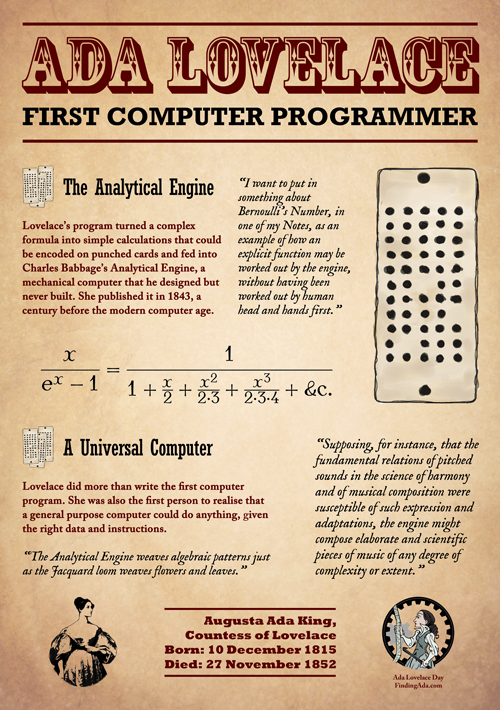 ADA LOVELACE
FIRST COMPUTER PROGRAMMER
The Analytical Engine
Lovelace's program turned a complex
formula into simple calculations that could
be encoded on punched cards and fed into
Charles Babbage's Analytical Engine, a
mechanical computer that he designed but
never built. She published it in 1843, a
century before the modern computer age.
“I want to put in
something about
Bernoulli's Number, in
one of my Notes, as an
example of how an
explicit function may be
worked out by the engine,
without having been
worked out by human
head and hands first.”
x / (eˣ − 1) = 1 / (1 + x/2 + x²/2·3 + x³/2·3·4 + &c.)
A Universal Computer
Lovelace did more than write the first computer
program. She was also the first person to realise that
a general purpose computer could do anything, given
the right data and instructions.
“The Analytical Engine weaves algebraic patterns just
as the Jacquard loom weaves flowers and leaves.”
“Supposing, for instance, that the
fundamental relations of pitched
sounds in the science of harmony
and of musical composition were
susceptible of such expression and
adaptations, the engine might
compose elaborate and scientific
pieces of music of any degree of
complexity or extent.”
Augusta Ada King,
Countess of Lovelace
Born: 10 December 1815
Died: 27 November 1852
Ada Lovelace Day
FindingAda.com